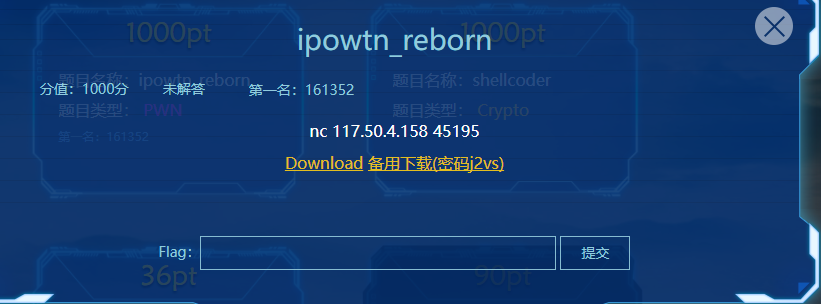 1000pt
1000pt
ipowtn_reborn
题目名称：ipowtn_reborn
题目名称：shellcoder
分值：1000分 未解答 第一名：161352
题目类型： PWN
题目类型： Crypto
第一名：161352
nc 117.50.4.158 45195
Download 备用下载(密码j2vs)
Flag：
提交
36pt
90pt